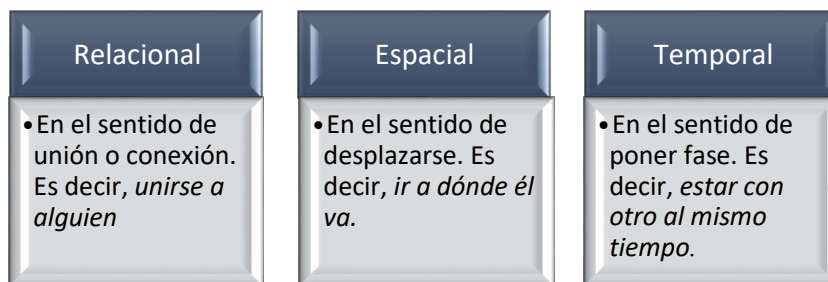 Relacional
•En el sentido de
unión o conexión.
Es decir, unirse a
alguien
Espacial
•En el sentido de
desplazarse. Es
decir, ir a dónde él
va.
Temporal
•En el sentido de
poner fase. Es
decir, estar con
otro al mismo
tiempo.